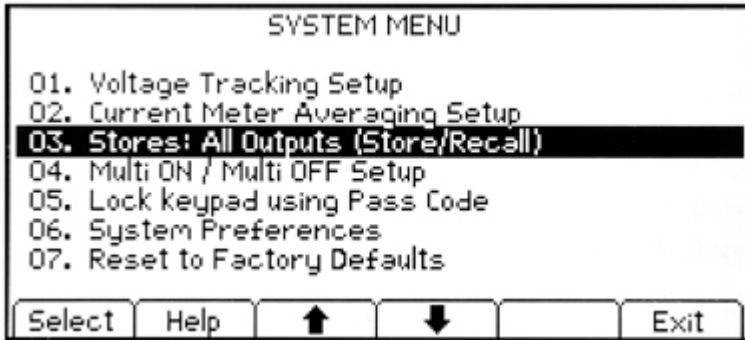 SYSTEM MENU
01. Voltage Tracking Setup
02. Current Meter Averaging Setup
03. Stores: All Outputs (Store/Recall)
04. Multi ON / Multi OFF Setup
05. Lock keypad using Pass Code
06. System Preferences
07. Reset to Factory Defaults
Select Help ↑ ↓ Exit